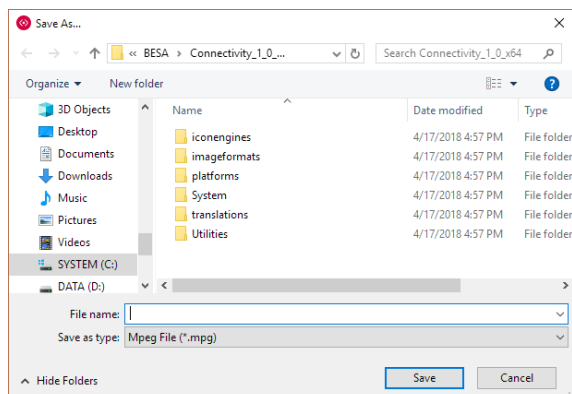 Save As...
« BESA > Connectivity_1_0_... Search Connectivity_1_0_x64
Organize New folder
Name Date modified Type
3D Objects
Desktop
Documents
Downloads
Music
Pictures
Videos
SYSTEM (C:)
DATA (D:)
iconengines 4/17/2018 4:57 PM File folder
imageformats 4/17/2018 4:57 PM File folder
platforms 4/17/2018 4:57 PM File folder
System 4/17/2018 4:57 PM File folder
translations 4/17/2018 4:57 PM File folder
Utilities 4/17/2018 4:57 PM File folder
File name:
Save as type: Mpeg File (*.mpg)
Hide Folders Save Cancel